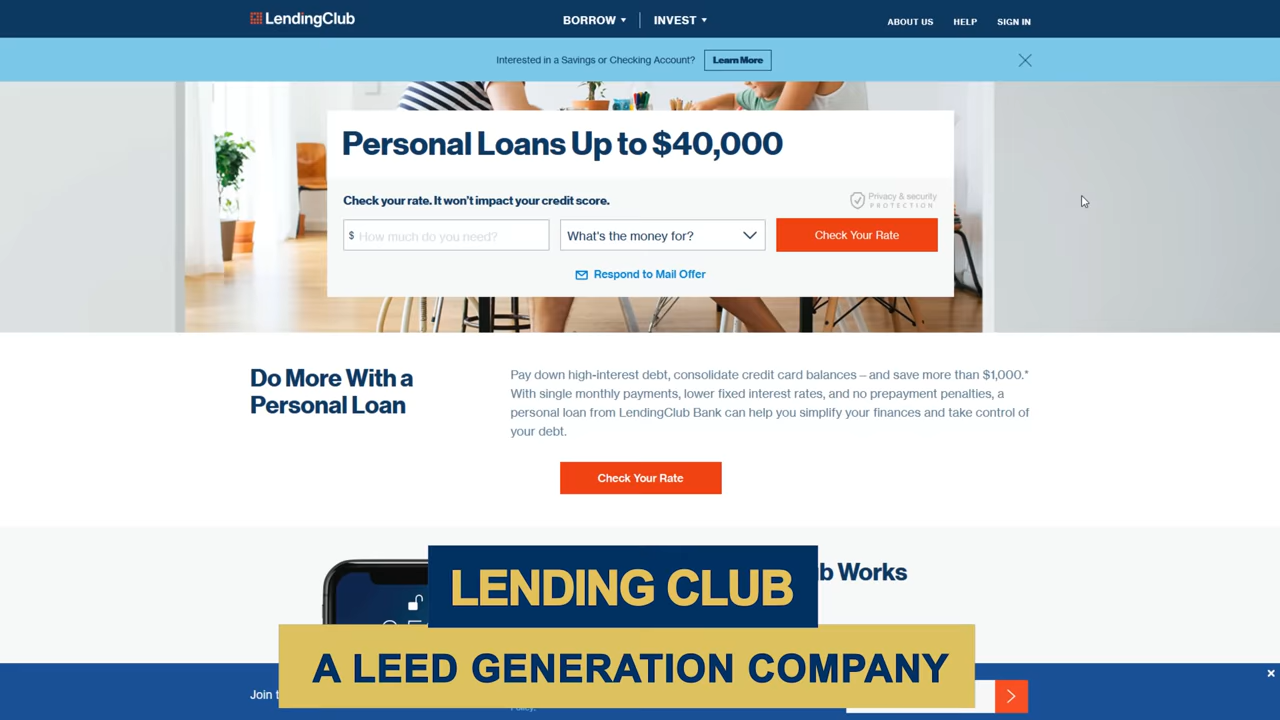 LendingClub
BORROW
INVEST
ABOUT US
HELP
SIGN IN
Interested in a Savings or Checking Account?
Learn More
Personal Loans Up to $40,000
Check your rate. It won't impact your credit score.
Privacy & security
PROTECTION
$ How much do you need?
What's the money for?
Check Your Rate
Respond to Mail Offer
Do More With a
Personal Loan
Pay down high-interest debt, consolidate credit card balances – and save more than $1,000.*
With single monthly payments, lower fixed interest rates, and no prepayment penalties, a
personal loan from LendingClub Bank can help you simplify your finances and take control of
your debt.
Check Your Rate
Works
LENDING CLUB
A LEED GENERATION COMPANY
Join